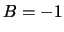 B = −1